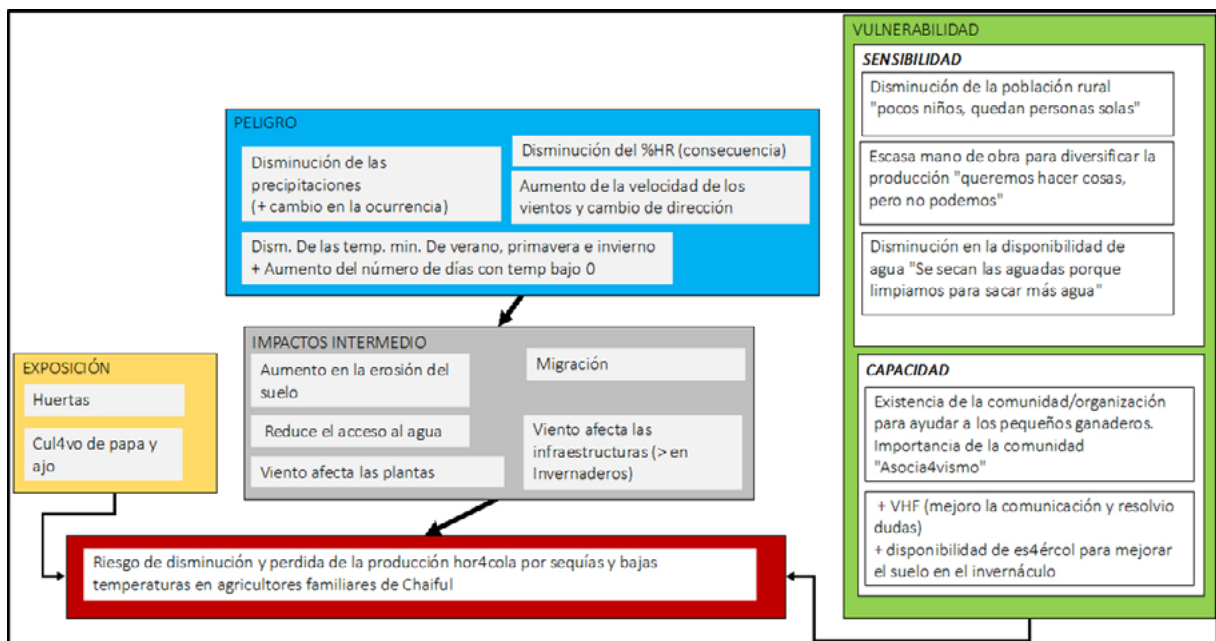 PELIGRO
Disminución de las
precipitaciones
(+ cambio en la ocurrencia)
Disminución del %HR (consecuencia)
Aumento de la velocidad de los
vientos y cambio de dirección
Dism. De las temp. min. De verano, primavera e invierno
+ Aumento del número de días con temp bajo 0
IMPACTOS INTERMEDIO
Aumento en la erosión del
suelo
Migración
Reduce el acceso al agua
Viento afecta las plantas
Viento afecta las
infraestructuras (> en
Invernaderos)
EXPOSICIÓN
Huertas
Cul4vo de papa y
ajo
Riesgo de disminución y perdida de la producción hor4cola por sequías y bajas
temperaturas en agricultores familiares de Chaiful
VULNERABILIDAD
SENSIBILIDAD
Disminución de la población rural
"pocos niños, quedan personas solas"
Escasa mano de obra para diversificar la
producción "queremos hacer cosas,
pero no podemos"
Disminución en la disponibilidad de
agua "Se secan las aguadas porque
limpiamos para sacar más agua"
CAPACIDAD
Existencia de la comunidad/organización
para ayudar a los pequeños ganaderos.
Importancia de la comunidad
"Asocia4vismo"
+ VHF (mejoro la comunicación y resolvio
dudas)
+ disponibilidad de es4ércol para mejorar
el suelo en el invernáculo